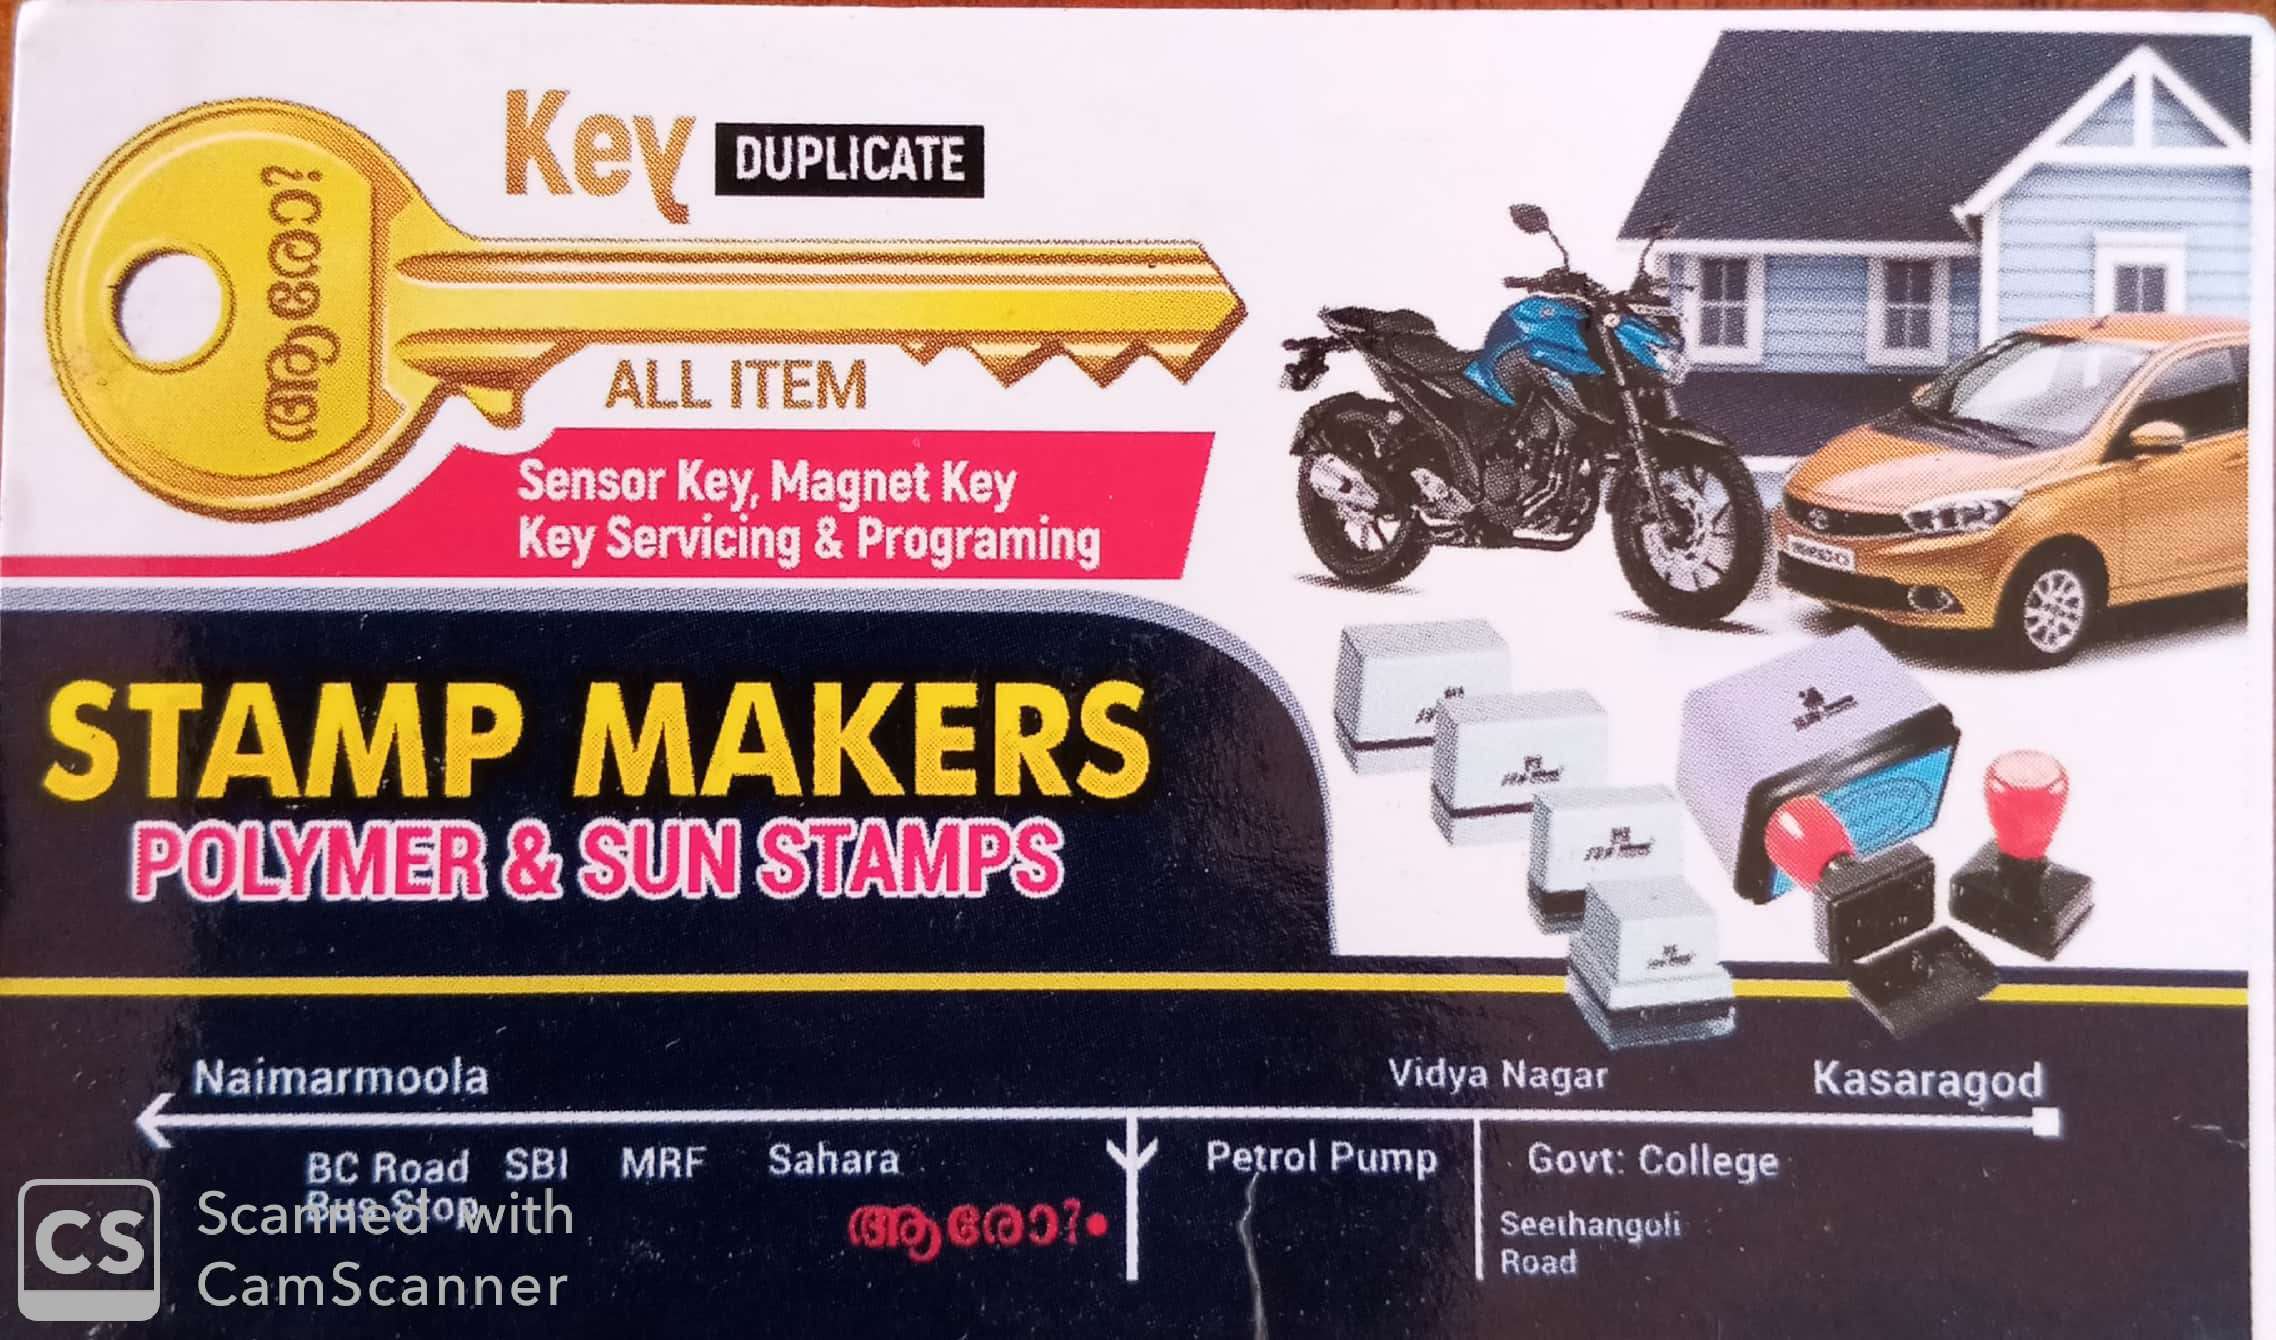 Key DUPLICATE
ALL ITEM
Sensor Key, Magnet Key
Key Servicing & Programing
STAMP MAKERS
POLYMER & SUN STAMPS
Naimarmoola
Vidya Nagar
Kasaragod
BC Road
Bus Stop
SBI
MRF
Sahara
ആരോ?
Petrol Pump
Govt: College
Seethangoli
Road
CS
Scanned with
CamScanner